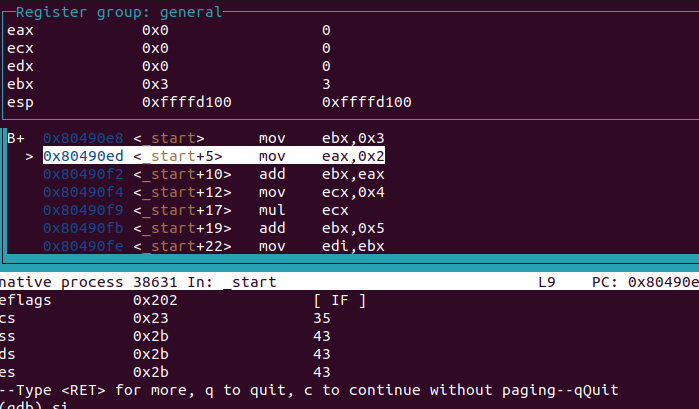 Register group: general
eax 0x0 0
ecx 0x0 0
edx 0x0 0
ebx 0x3 3
esp 0xffffd100 0xffffd100
B+ 0x80490e8 <_start> mov ebx,0x3
> 0x80490ed <_start+5> mov eax,0x2
0x80490f2 <_start+10> add ebx,eax
0x80490f4 <_start+12> mov ecx,0x4
0x80490f9 <_start+17> mul ecx
0x80490fb <_start+19> add ebx,0x5
0x80490fe <_start+22> mov edi,ebx
native process 38631 In: _start L9 PC: 0x80490e
eflags 0x202 [ IF ]
cs 0x23 35
ss 0x2b 43
ds 0x2b 43
es 0x2b 43
--Type <RET> for more, q to quit, c to continue without paging--qQuit
(gdb) si